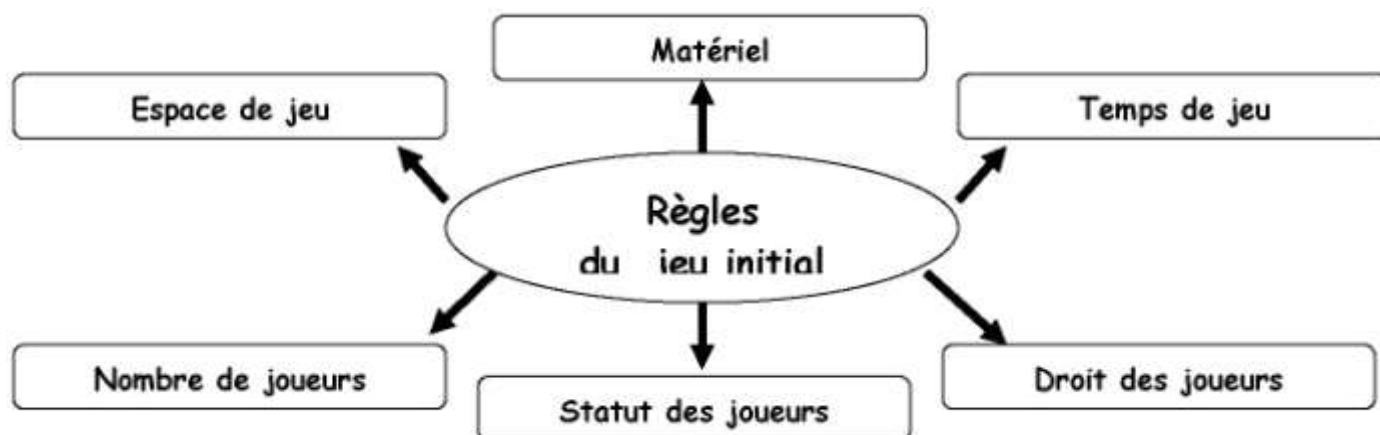 Matériel
Espace de jeu
Temps de jeu
Règles
du jeu initial
Nombre de joueurs
Statut des joueurs
Droit des joueurs